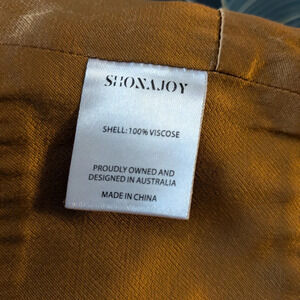 SHONAJOY
SHELL: 100% VISCOSE
PROUDLY OWNED AND
DESIGNED IN AUSTRALIA
MADE IN CHINA